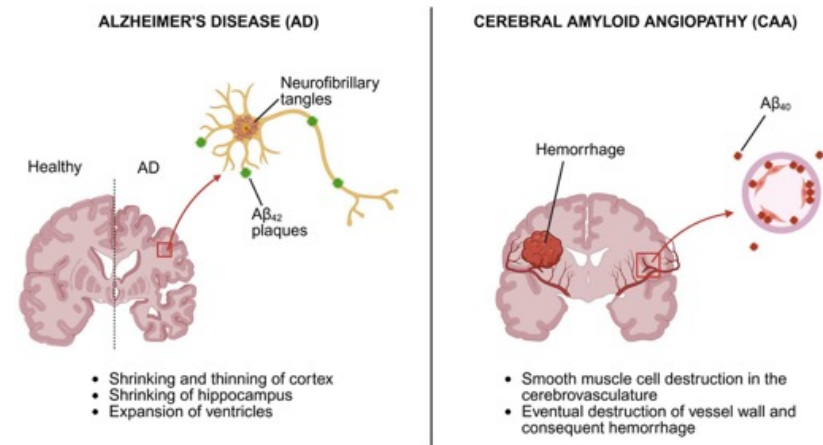 ALZHEIMER'S DISEASE (AD)
Neurofibrillary
tangles
Healthy
AD
Aβ₄₂
plaques
• Shrinking and thinning of cortex
• Shrinking of hippocampus
• Expansion of ventricles
CEREBRAL AMYLOID ANGIOPATHY (CAA)
Aβ₄₀
Hemorrhage
• Smooth muscle cell destruction in the
cerebrovasculature
• Eventual destruction of vessel wall and
consequent hemorrhage